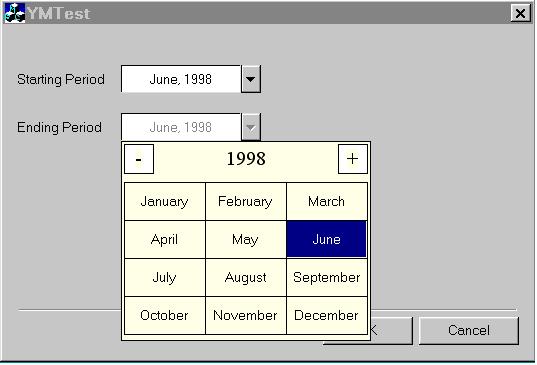 YMTest
Starting Period June, 1998
Ending Period June, 1998
- 1998 +
January February March
April May June
July August September
October November December
K Cancel